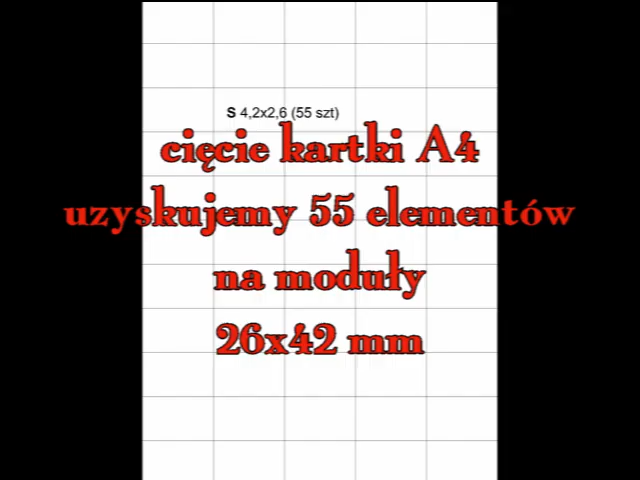 S 4,2x2,6 (55 szt)
cięcie kartki A4
uzyskujemy 55 elementów
na moduły
26x42 mm